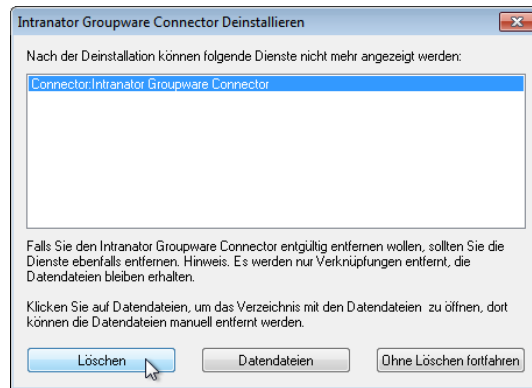 Intranator Groupware Connector Deinstallieren
Nach der Deinstallation können folgende Dienste nicht mehr angezeigt werden:
Connector:Intranator Groupware Connector
Falls Sie den Intranator Groupware Connector entgültig entfernen wollen, sollten Sie die
Dienste ebenfalls entfernen. Hinweis. Es werden nur Verknüpfungen entfernt, die
Datendateien bleiben erhalten.
Klicken Sie auf Datendateien, um das Verzeichnis mit den Datendateien zu öffnen, dort
können die Datendateien manuell entfernt werden.
Löschen
Datendateien
Ohne Löschen fortfahren